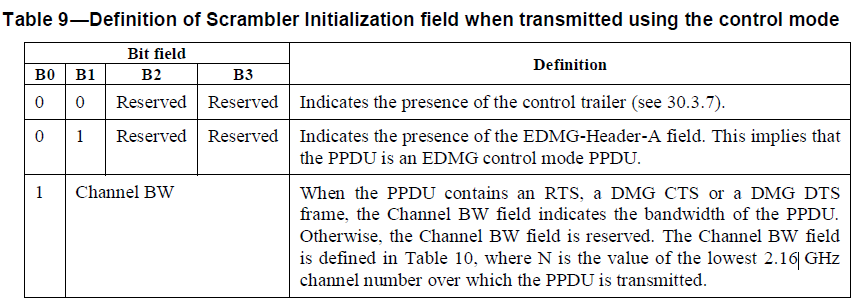 Table 9—Definition of Scrambler Initialization field when transmitted using the control mode
Bit field
Definition
B0 B1 B2 B3
0 0 Reserved Reserved Indicates the presence of the control trailer (see 30.3.7).
0 1 Reserved Reserved Indicates the presence of the EDMG-Header-A field. This implies that
the PPDU is an EDMG control mode PPDU.
1 Channel BW When the PPDU contains an RTS, a DMG CTS or a DMG DTS
frame, the Channel BW field indicates the bandwidth of the PPDU.
Otherwise, the Channel BW field is reserved. The Channel BW field
is defined in Table 10, where N is the value of the lowest 2.16 GHz
channel number over which the PPDU is transmitted.